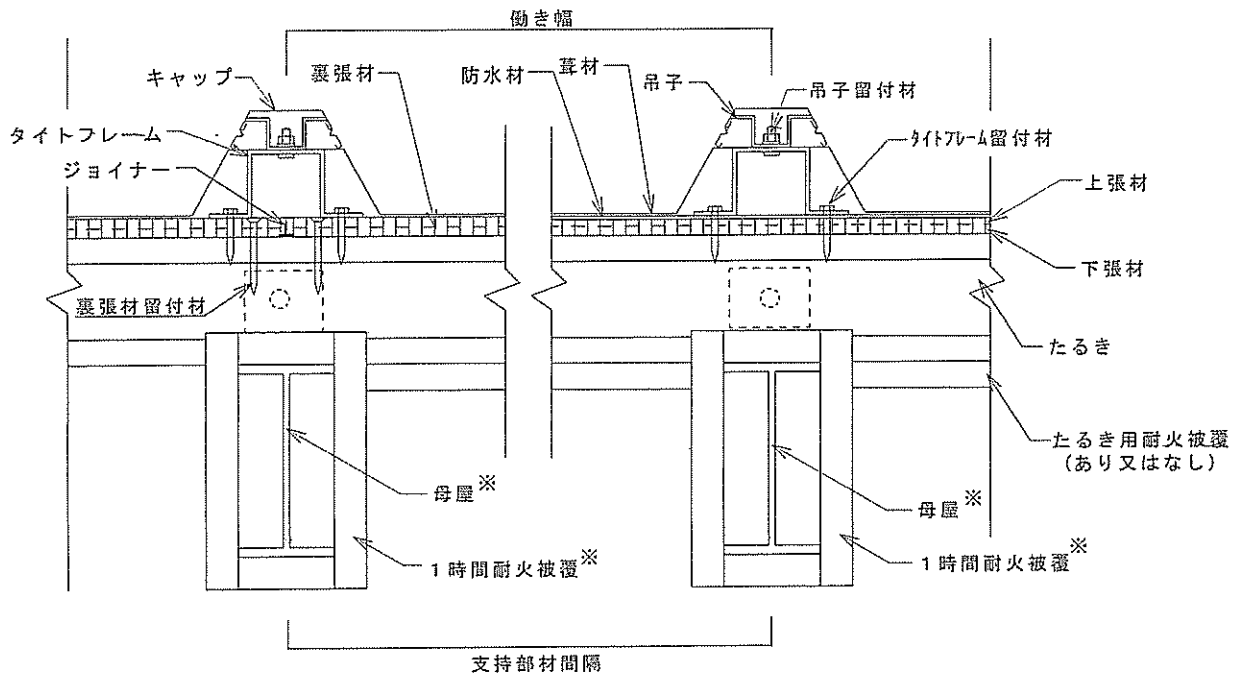 働き幅
キャップ
裏張材
防水材
葺材
吊子
吊子留付材
タイトフレーム
タイトフレーム留付材
ジョイナー
上張材
下張材
裏張材留付材
たるき
たるき用耐火被覆
(あり又はなし)
母屋※
母屋※
1時間耐火被覆※
1時間耐火被覆※
支持部材間隔